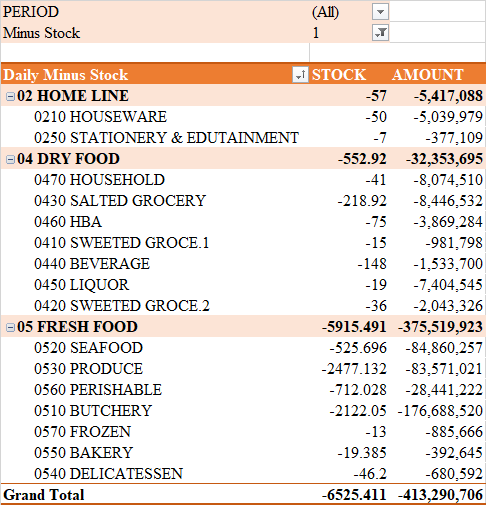 PERIOD (All)
Minus Stock 1
Daily Minus Stock STOCK AMOUNT
02 HOME LINE -57 -5,417,088
0210 HOUSEWARE -50 -5,039,979
0250 STATIONERY & EDUTAINMENT -7 -377,109
04 DRY FOOD -552.92 -32,353,695
0470 HOUSEHOLD -41 -8,074,510
0430 SALTED GROCERY -218.92 -8,446,532
0460 HBA -75 -3,869,284
0410 SWEETED GROCE.1 -15 -981,798
0440 BEVERAGE -148 -1,533,700
0450 LIQUOR -19 -7,404,545
0420 SWEETED GROCE.2 -36 -2,043,326
05 FRESH FOOD -5915.491 -375,519,923
0520 SEAFOOD -525.696 -84,860,257
0530 PRODUCE -2477.132 -83,571,021
0560 PERISHABLE -712.028 -28,441,222
0510 BUTCHERY -2122.05 -176,688,520
0570 FROZEN -13 -885,666
0550 BAKERY -19.385 -392,645
0540 DELICATESSEN -46.2 -680,592
Grand Total -6525.411 -413,290,706